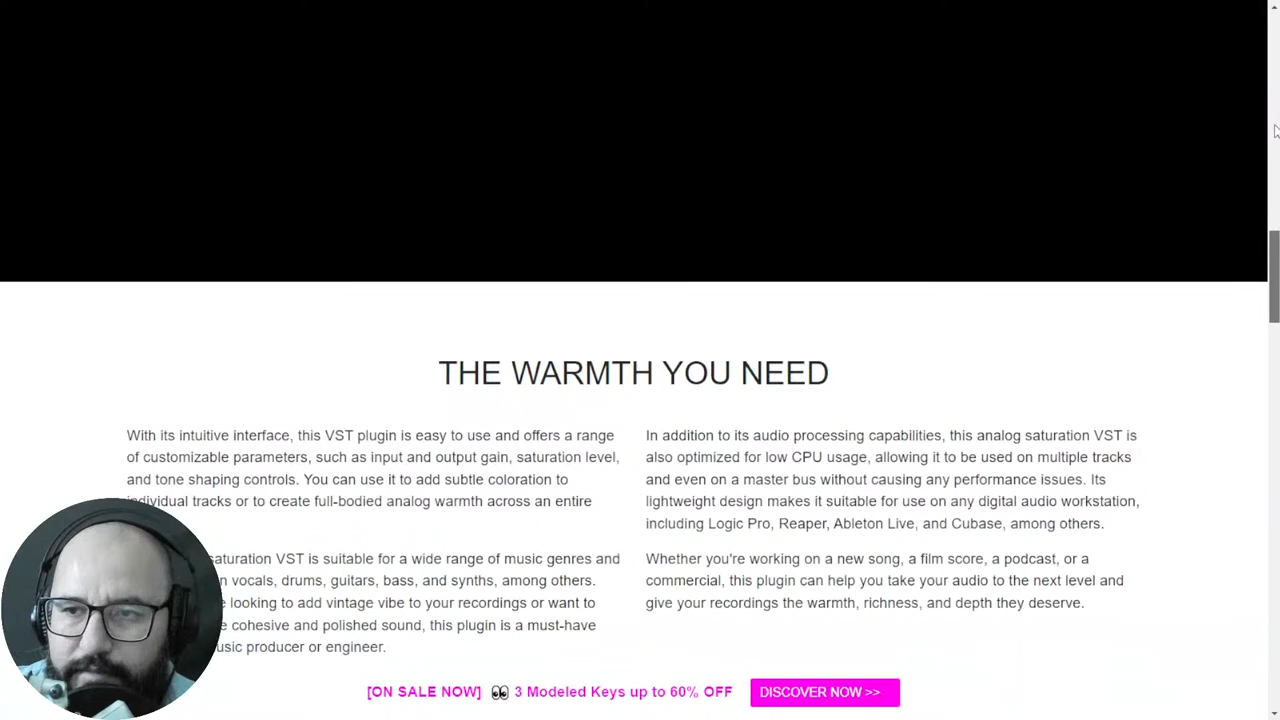 THE WARMTH YOU NEED
With its intuitive interface, this VST plugin is easy to use and offers a range
of customizable parameters, such as input and output gain, saturation level,
and tone shaping controls. You can use it to add subtle coloration to
individual tracks or to create full-bodied analog warmth across an entire
saturation VST is suitable for a wide range of music genres and
vocals, drums, guitars, bass, and synths, among others.
looking to add vintage vibe to your recordings or want to
cohesive and polished sound, this plugin is a must-have
producer or engineer.
In addition to its audio processing capabilities, this analog saturation VST is
also optimized for low CPU usage, allowing it to be used on multiple tracks
and even on a master bus without causing any performance issues. Its
lightweight design makes it suitable for use on any digital audio workstation,
including Logic Pro, Reaper, Ableton Live, and Cubase, among others.
Whether you're working on a new song, a film score, a podcast, or a
commercial, this plugin can help you take your audio to the next level and
give your recordings the warmth, richness, and depth they deserve.
[ON SALE NOW] 👀 3 Modeled Keys up to 60% OFF
DISCOVER NOW >>